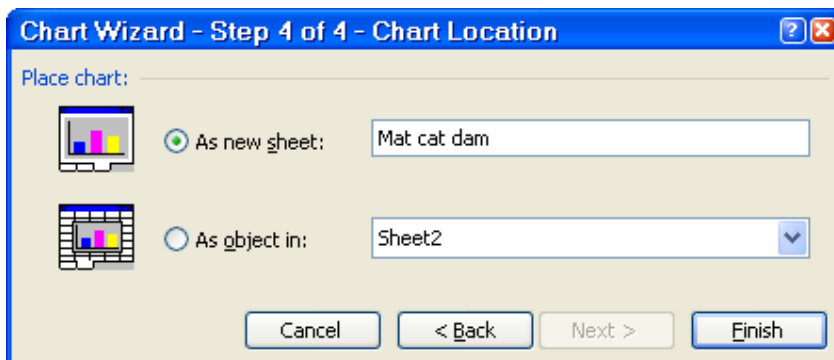 Chart Wizard - Step 4 of 4 - Chart Location
Place chart:
As new sheet: Mat cat dam
As object in: Sheet2
Cancel < Back Next > Finish